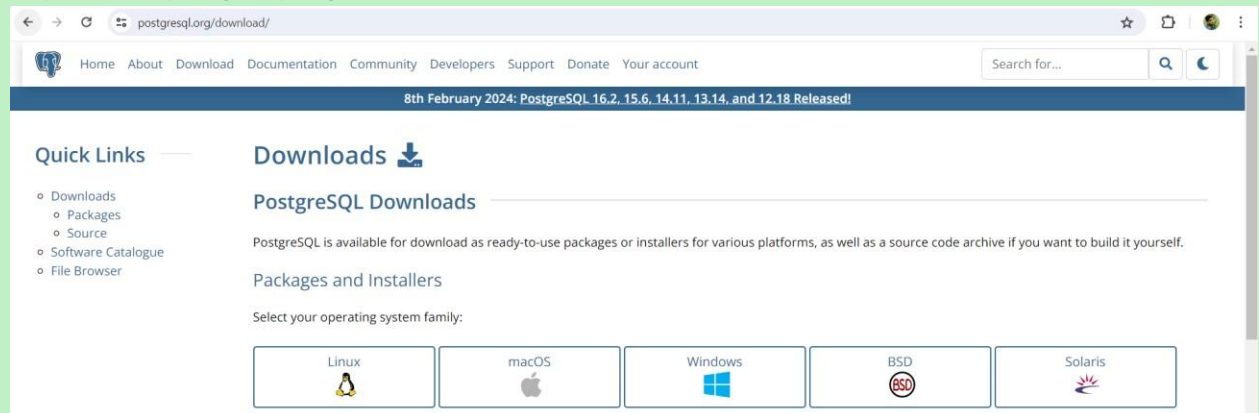 postgresql.org/download/
Home About Download Documentation Community Developers Support Donate Your account
Search for...
8th February 2024: PostgreSQL 16.2, 15.6, 14.11, 13.14, and 12.18 Released!
Quick Links
Downloads
Packages
Source
Software Catalogue
File Browser
Downloads
PostgreSQL Downloads
PostgreSQL is available for download as ready-to-use packages or installers for various platforms, as well as a source code archive if you want to build it yourself.
Packages and Installers
Select your operating system family:
Linux macOS Windows BSD Solaris
BSD